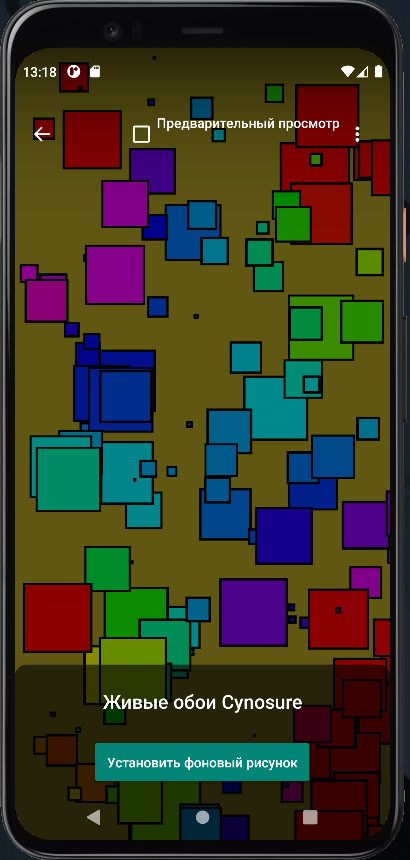 13:18
Предварительный просмотр
Живые обои Cynosure
Установить фоновый рисунок